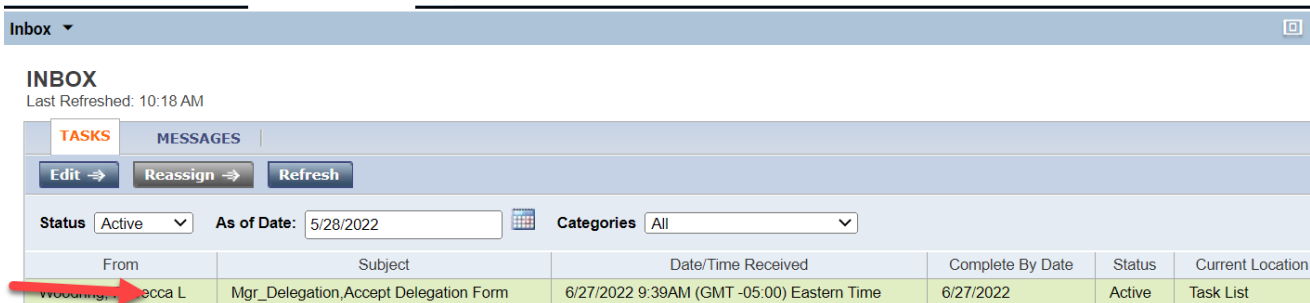 Inbox
INBOX
Last Refreshed: 10:18 AM
TASKS MESSAGES
Edit Reassign Refresh
Status Active As of Date: 5/28/2022 Categories All
From Subject Date/Time Received Complete By Date Status Current Location
L Mgr_Delegation,Accept Delegation Form 6/27/2022 9:39AM (GMT -05:00) Eastern Time 6/27/2022 Active Task List